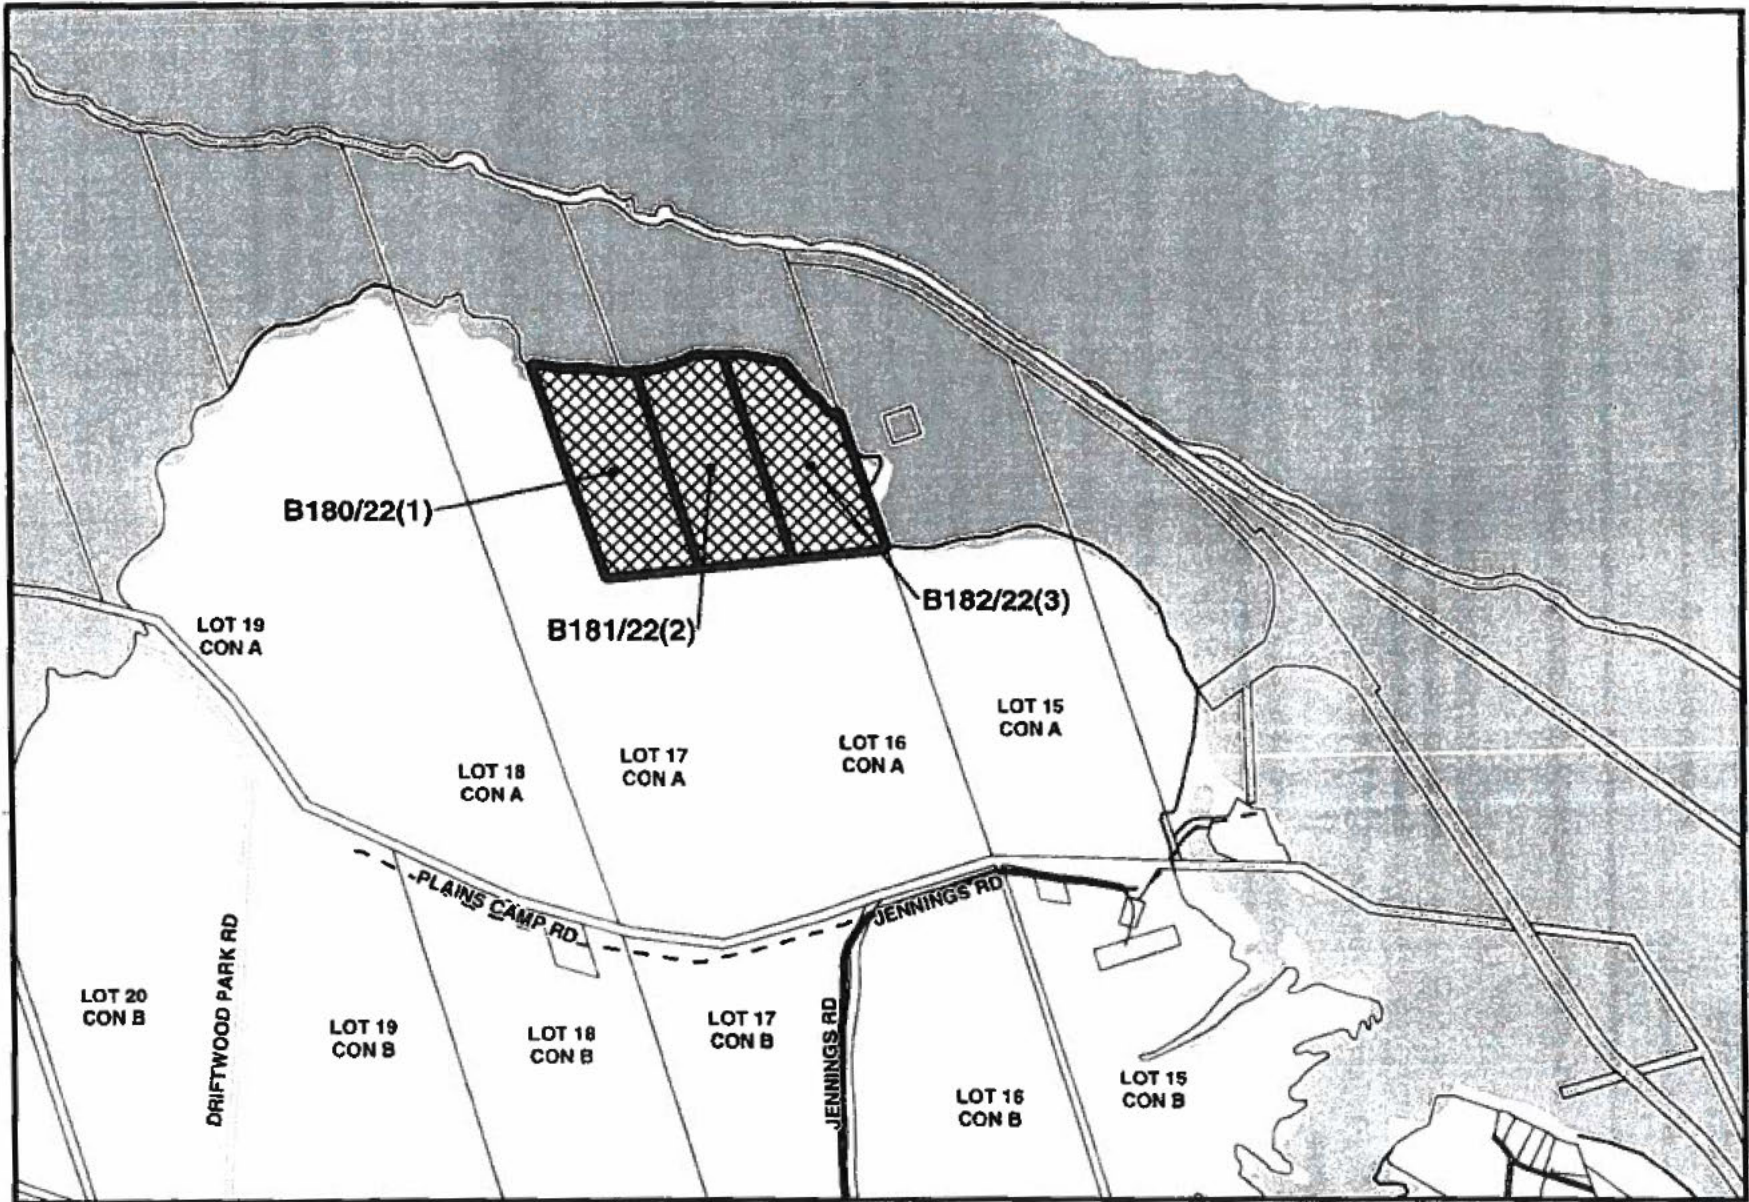 B180/22(1)
B181/22(2)
B182/22(3)
LOT 19
CON A
LOT 18
CON A
LOT 17
CON A
LOT 16
CON A
LOT 15
CON A
PLAINS CAMP RD
JENNINGS RD
LOT 20
CON B
DRIFTWOOD PARK RD
LOT 19
CON B
LOT 18
CON B
LOT 17
CON B
JENNINGS RD
LOT 16
CON B
LOT 15
CON B